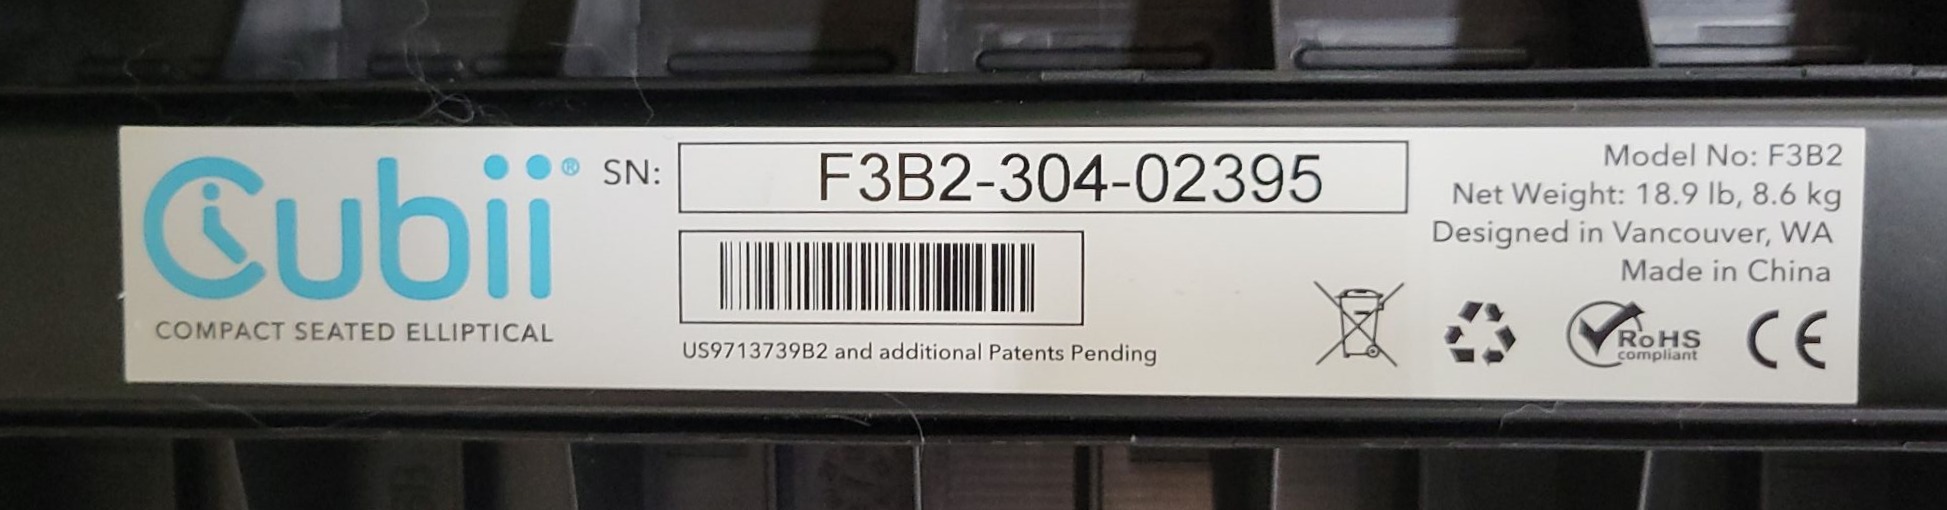 Cubii®
COMPACT SEATED ELLIPTICAL
SN:
F3B2-304-02395
US9713739B2 and additional Patents Pending
Model No: F3B2
Net Weight: 18.9 lb, 8.6 kg
Designed in Vancouver, WA
Made in China
RoHS
compliant
CE